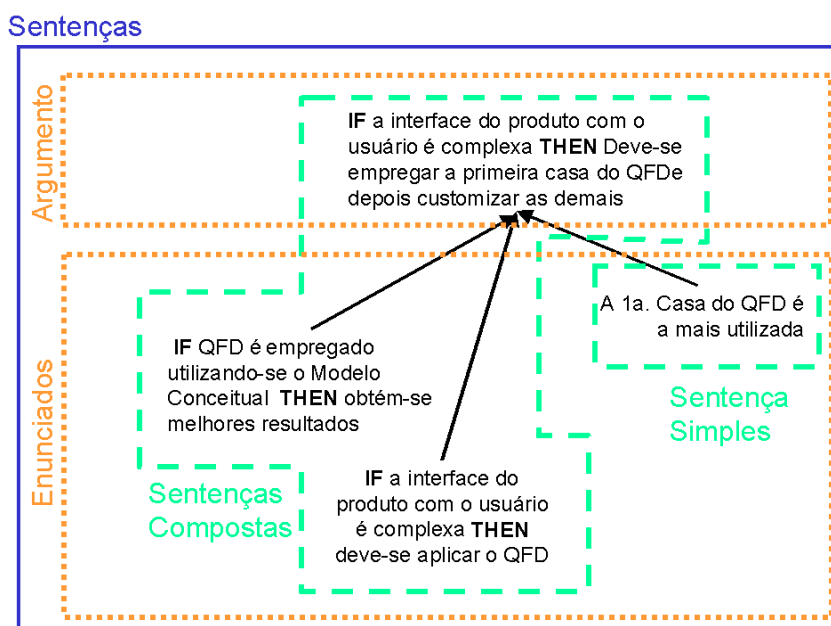 Sentenças
Argumento
IF a interface do produto com o
usuário é complexa THEN Deve-se
empregar a primeira casa do QFDe
depois customizar as demais
Enunciados
A 1a. Casa do QFD é
a mais utilizada
IF QFD é empregado
utilizando-se o Modelo
Conceitual THEN obtém-se
melhores resultados
Sentença
Simples
Sentenças
Compostas
IF a interface do
produto com o usuário
é complexa THEN
deve-se aplicar o QFD